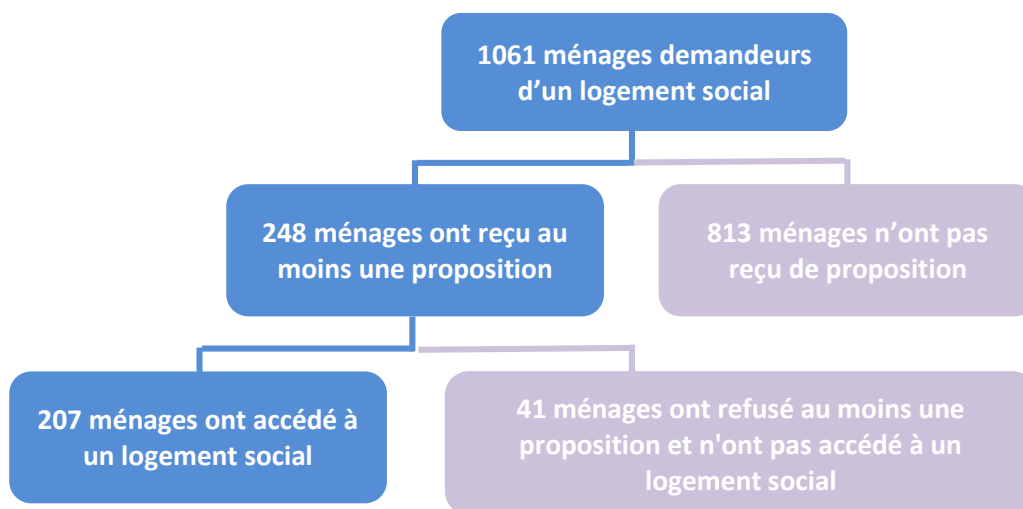 1061 ménages demandeurs
d’un logement social
248 ménages ont reçu au
moins une proposition
813 ménages n’ont pas
reçu de proposition
207 ménages ont accédé à
un logement social
41 ménages ont refusé au moins une
proposition et n'ont pas accédé à un
logement social